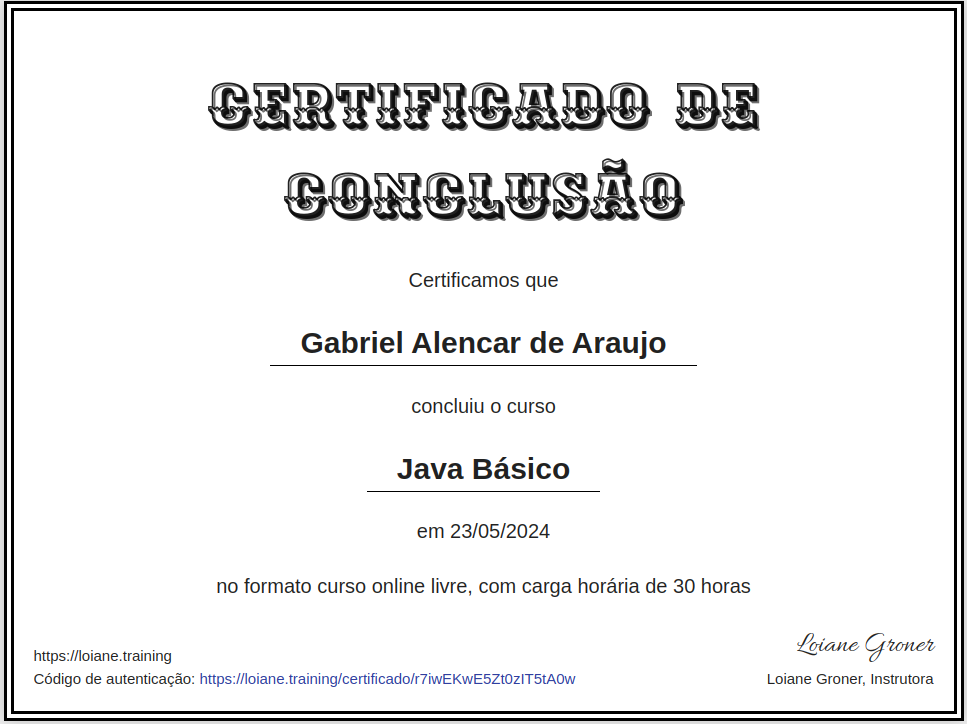 CERTIFICADO DE
CONCLUSÃO
Certificamos que
Gabriel Alencar de Araujo
concluiu o curso
Java Básico
em 23/05/2024
no formato curso online livre, com carga horária de 30 horas
Loiane Groner
https://loiane.training
Código de autenticação: https://loiane.training/certificado/r7iwEKwE5Zt0zIT5tA0w
Loiane Groner, Instrutora